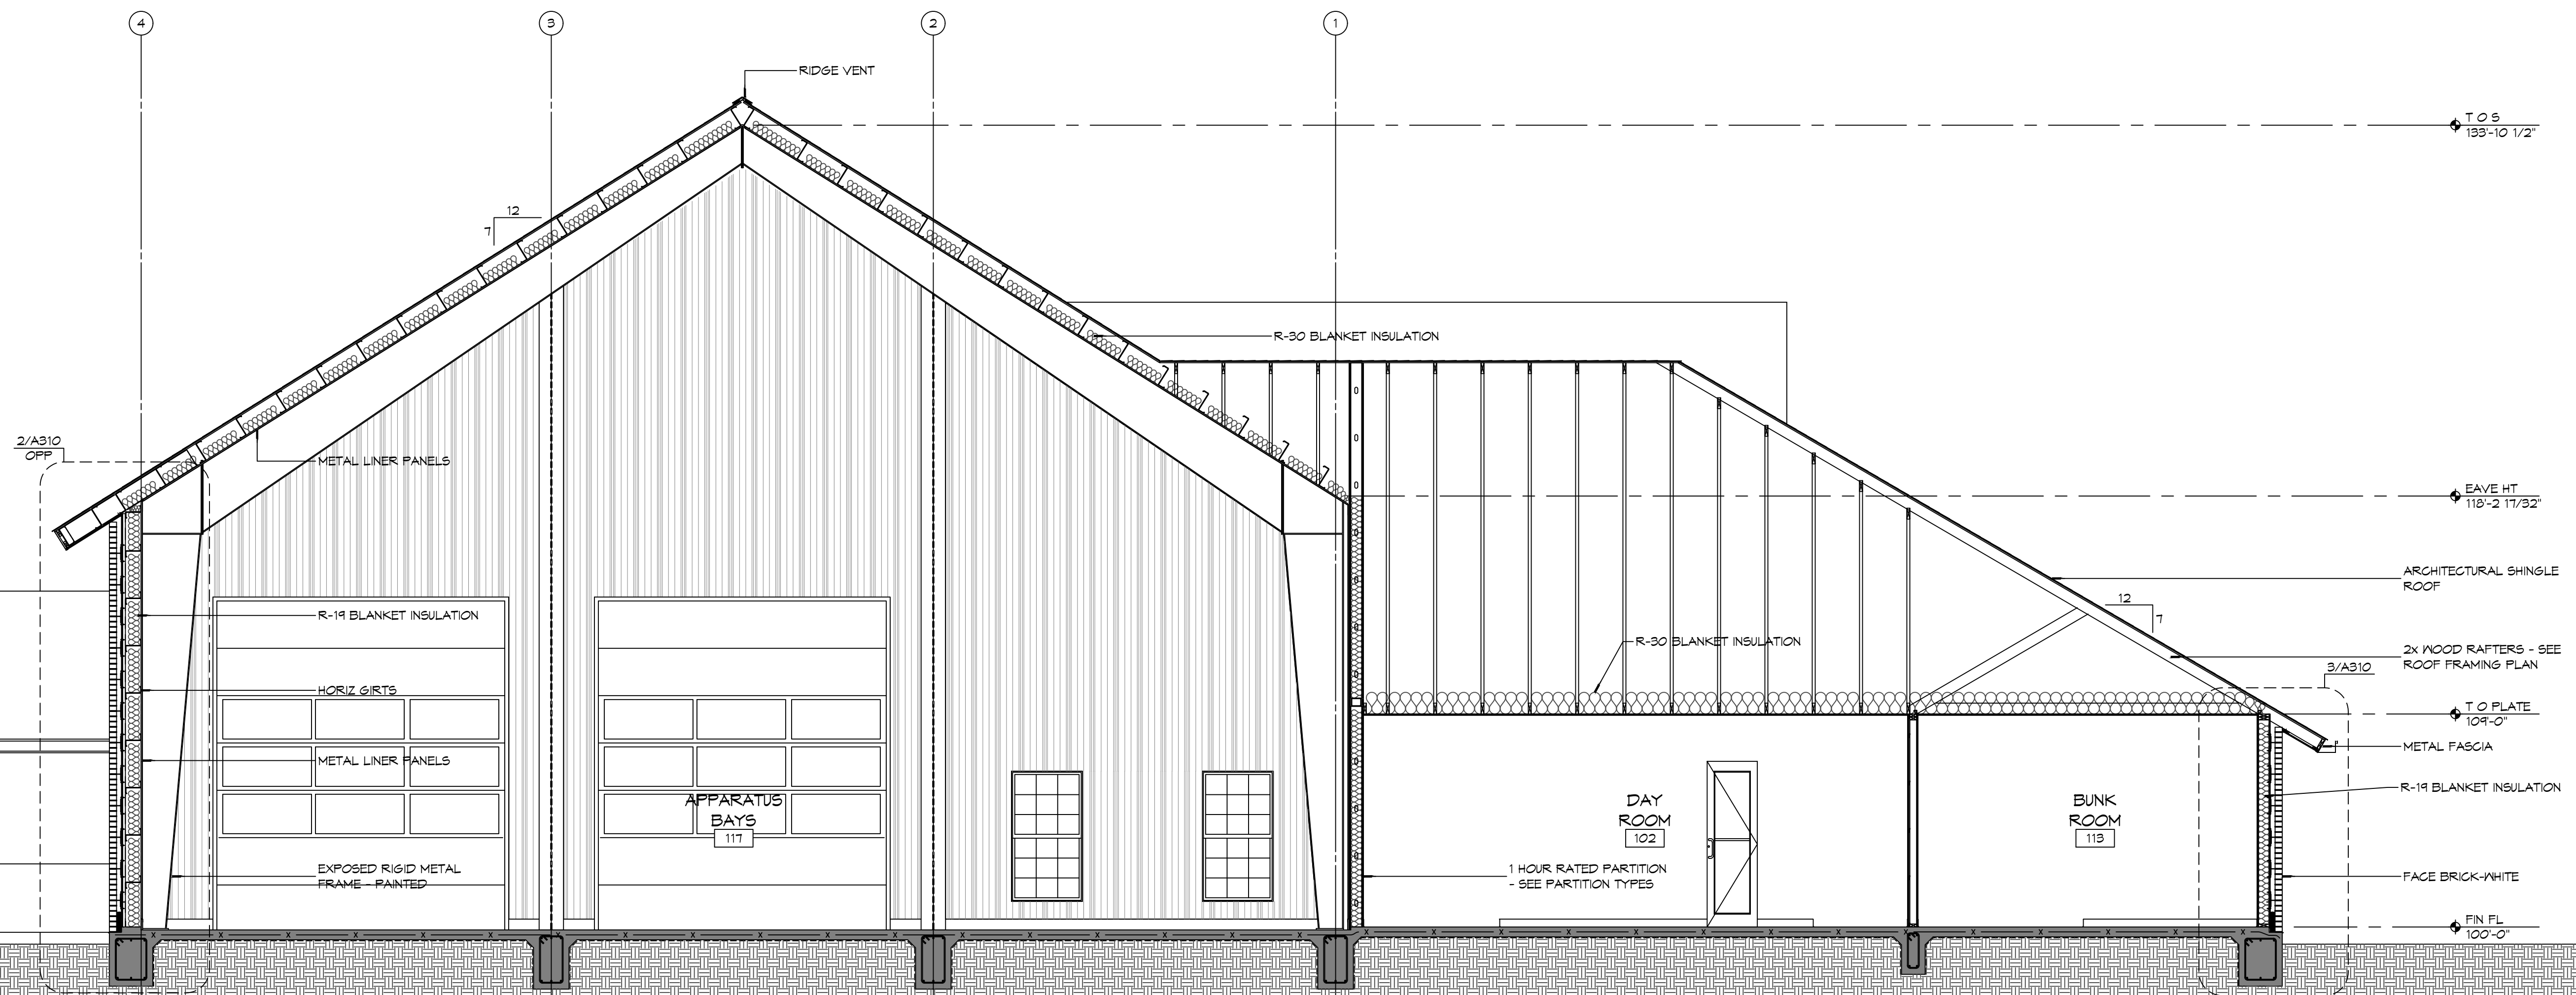 4
3
2
1
RIDGE VENT
T O S
133'-10 1/2"
12
7
R-30 BLANKET INSULATION
2/A310
OPP
METAL LINER PANELS
EAVE HT
118'-2 17/32"
ARCHITECTURAL SHINGLE
ROOF
12
7
R-19 BLANKET INSULATION
R-30 BLANKET INSULATION
2x WOOD RAFTERS - SEE
ROOF FRAMING PLAN
3/A310
HORIZ GIRTS
T O PLATE
109'-0"
METAL FASCIA
METAL LINER PANELS
R-19 BLANKET INSULATION
APPARATUS
BAYS
117
DAY
ROOM
102
BUNK
ROOM
113
EXPOSED RIGID METAL
FRAME - PAINTED
1 HOUR RATED PARTITION
- SEE PARTITION TYPES
FACE BRICK-WHITE
FIN FL
100'-0"